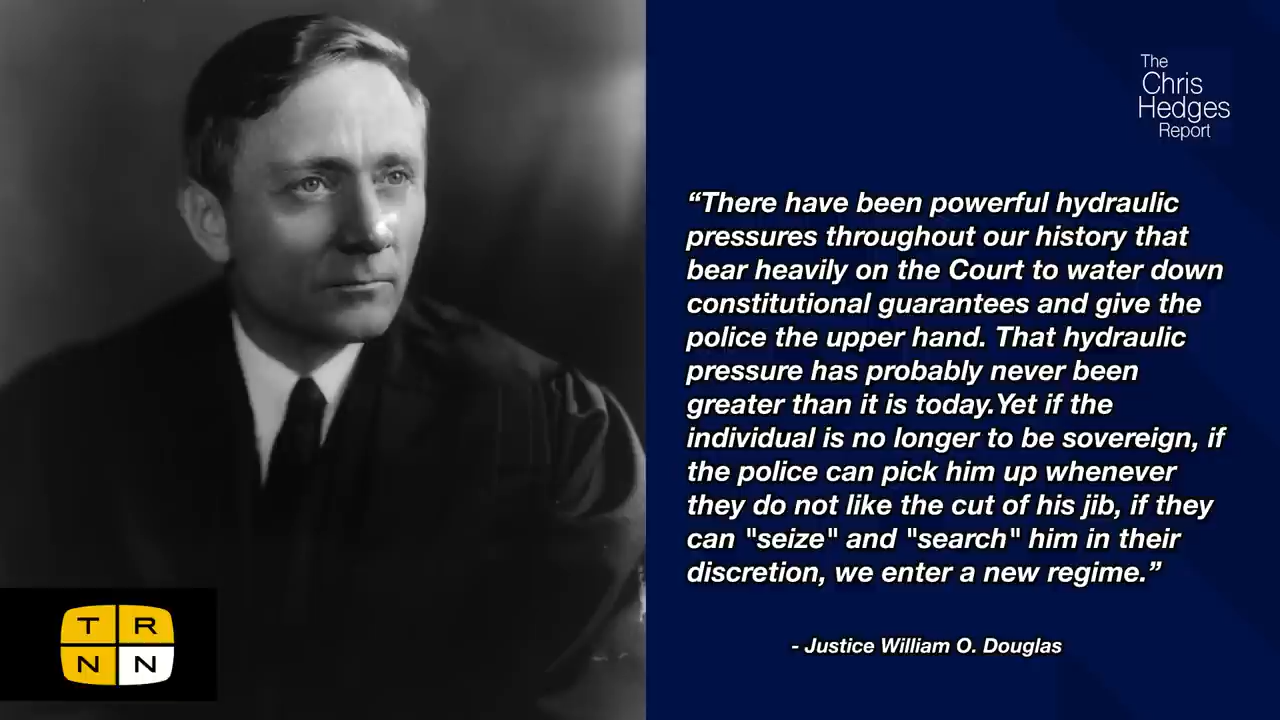 The
Chris
Hedges
Report
“There have been powerful hydraulic
pressures throughout our history that
bear heavily on the Court to water down
constitutional guarantees and give the
police the upper hand. That hydraulic
pressure has probably never been
greater than it is today.Yet if the
individual is no longer to be sovereign, if
the police can pick him up whenever
they do not like the cut of his jib, if they
can "seize" and "search" him in their
discretion, we enter a new regime.”
- Justice William O. Douglas
T R
N N